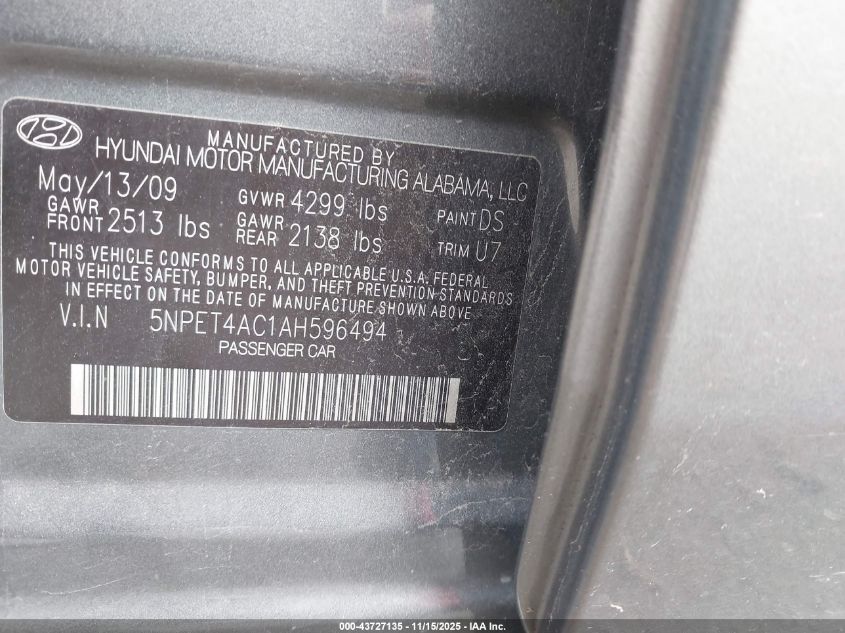 MANUFACTURED BY
HYUNDAI MOTOR MANUFACTURING ALABAMA, LLC
May/13/09 GVWR 4299 lbs PAINT DS
GAWR FRONT 2513 lbs GAWR REAR 2138 lbs TRIM U7
THIS VEHICLE CONFORMS TO ALL APPLICABLE U.S.A. FEDERAL
MOTOR VEHICLE SAFETY, BUMPER, AND THEFT PREVENTION STANDARDS
IN EFFECT ON THE DATE OF MANUFACTURE SHOWN ABOVE
V.I.N 5NPET4AC1AH596494
PASSENGER CAR
000-43727135 - 11/15/2025 - IAA Inc.